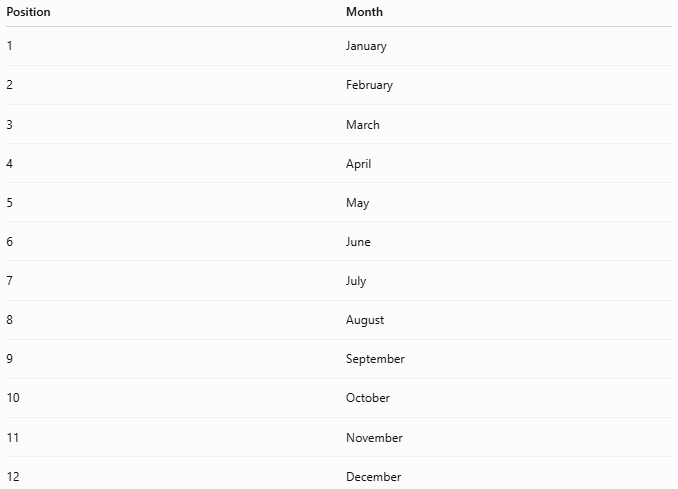 Position Month
1 January
2 February
3 March
4 April
5 May
6 June
7 July
8 August
9 September
10 October
11 November
12 December